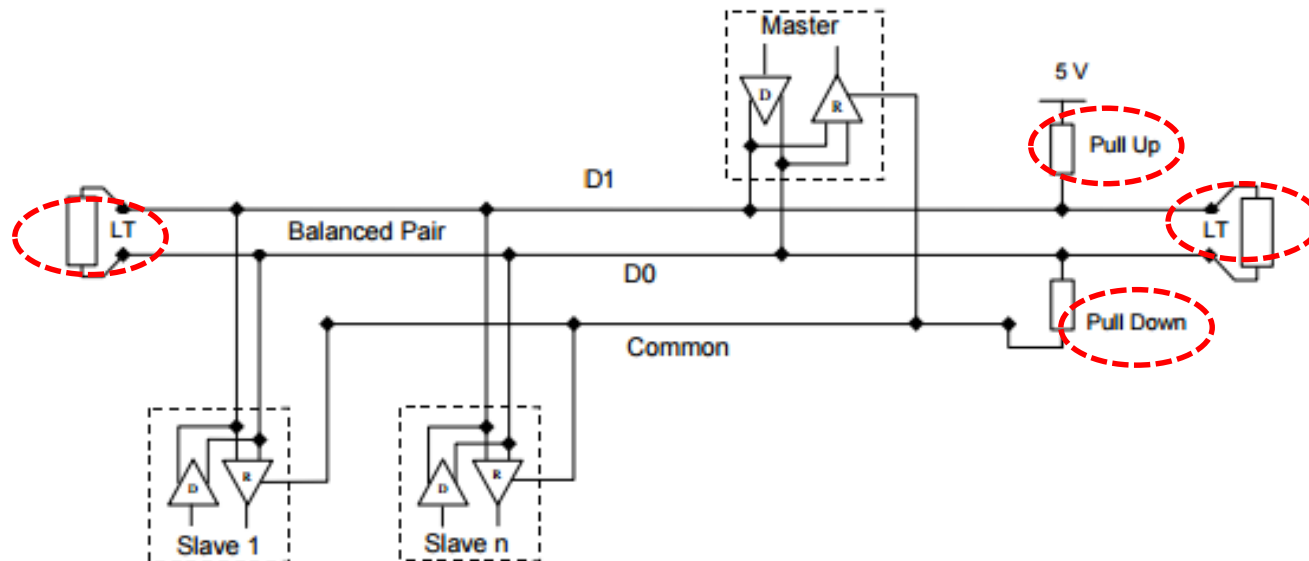 Master
D
R
5 V
Pull Up
D1
LT
Balanced Pair
LT
D0
Pull Down
Common
D
R
Slave 1
D
R
Slave n